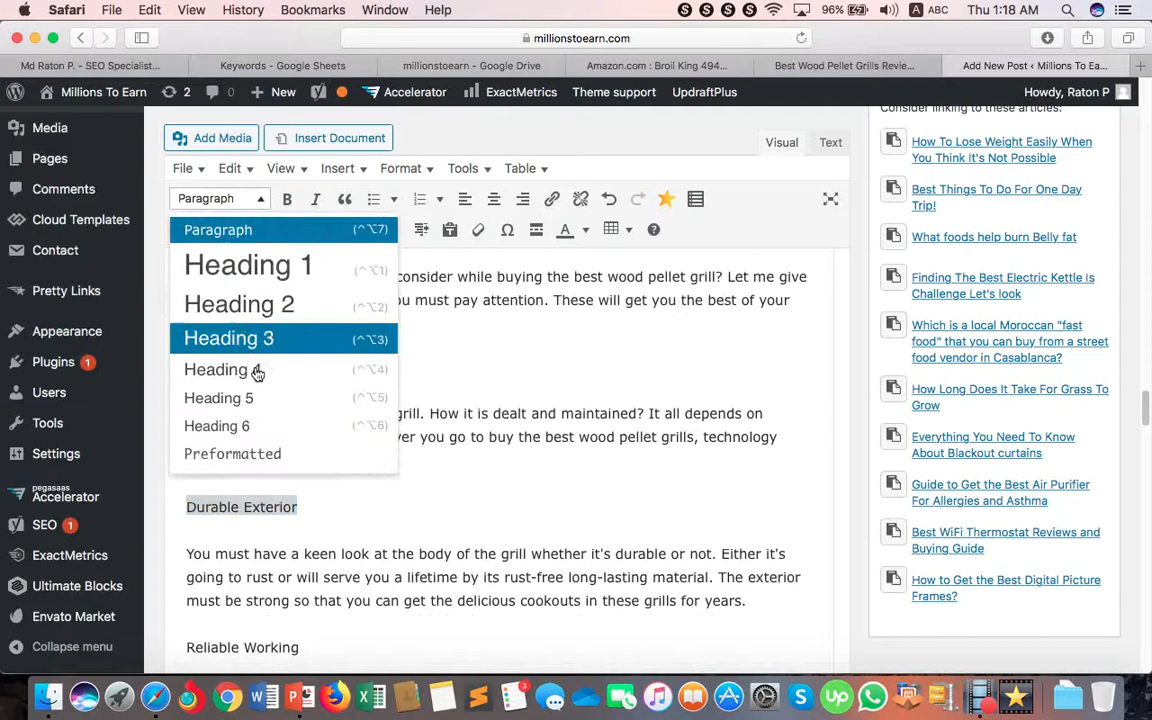 Safari File Edit View History Bookmarks Window Help 96% ABC Thu 1:18 AM
millionstoearn.com
Md Raton P. - SEO Specialist... Keywords - Google Sheets millionstoearn - Google Drive Amazon.com : Broil King 494... Best Wood Pellet Grills Revie... Add New Post ‹ Millions To Ea...
Millions To Earn 2 New Accelerator ExactMetrics Theme support UpdraftPlus Howdy, Raton P
Media
Pages
Comments
Cloud Templates
Contact
Pretty Links
Appearance
Plugins 1
Users
Tools
Settings
pegasaas
Accelerator
SEO 1
ExactMetrics
Ultimate Blocks
Envato Market
Collapse menu
Add Media Insert Document Visual Text
File Edit View Insert Format Tools Table
Paragraph B I
Paragraph (^⌥7)
Heading 1 (^⌥1)
Heading 2 (^⌥2)
Heading 3 (^⌥3)
Heading 4 (^⌥4)
Heading 5 (^⌥5)
Heading 6 (^⌥6)
Preformatted
consider while buying the best wood pellet grill? Let me give
u must pay attention. These will get you the best of your
grill. How it is dealt and maintained? It all depends on
ver you go to buy the best wood pellet grills, technology
Durable Exterior
You must have a keen look at the body of the grill whether it's durable or not. Either it's
going to rust or will serve you a lifetime by its rust-free long-lasting material. The exterior
must be strong so that you can get the delicious cookouts in these grills for years.
Reliable Working
Consider linking to these articles:
How To Lose Weight Easily When
You Think It's Not Possible
Best Things To Do For One Day
Trip!
What foods help burn Belly fat
Finding The Best Electric Kettle Is
Challenge Let's look
Which is a local Moroccan "fast
food" that you can buy from a street
food vendor in Casablanca?
How Long Does It Take For Grass To
Grow
Everything You Need To Know
About Blackout curtains
Guide to Get the Best Air Purifier
For Allergies and Asthma
Best WiFi Thermostat Reviews and
Buying Guide
How to Get the Best Digital Picture
Frames?